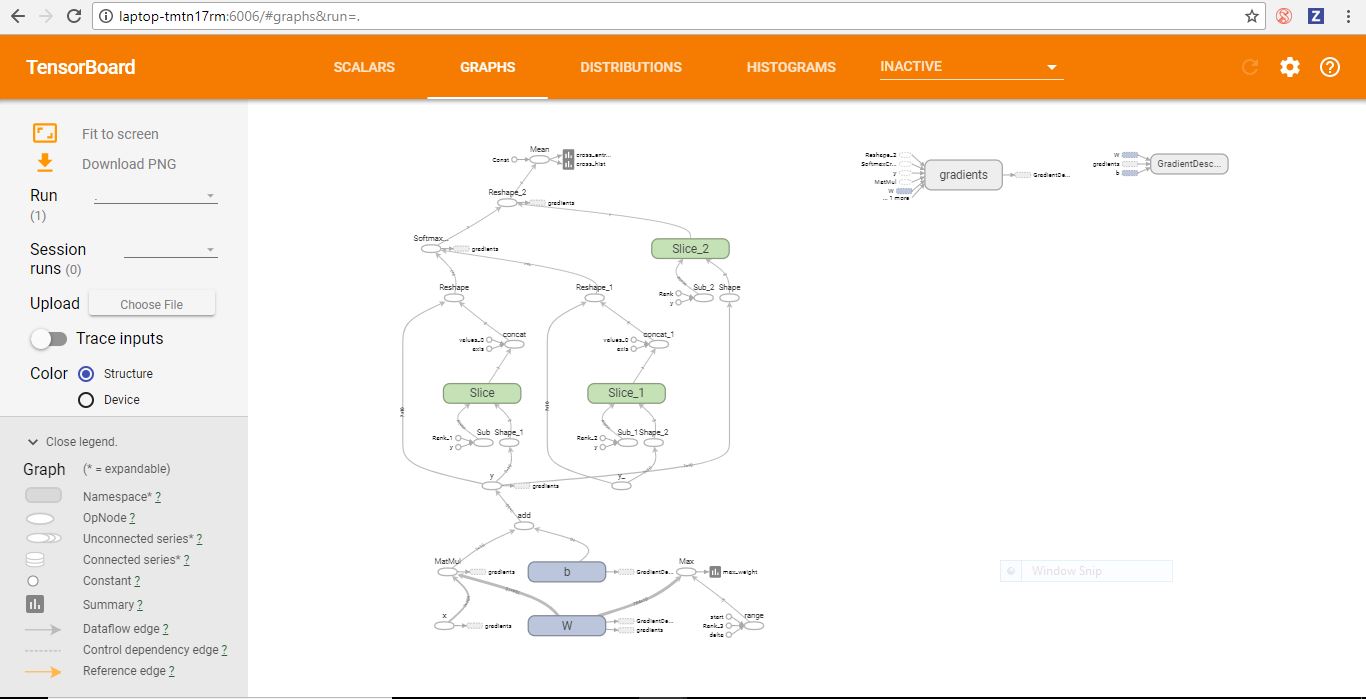 laptop-tmtn17rm:6006/#graphs&run=.
Z
TensorBoard
SCALARS
GRAPHS
DISTRIBUTIONS
HISTOGRAMS
INACTIVE
Fit to screen
Download PNG
Run
(1)
.
Session
runs (0)
Upload
Choose File
Trace inputs
Color
Structure
Device
Close legend.
Graph
(* = expandable)
Namespace* ?
OpNode ?
Unconnected series* ?
Connected series* ?
Constant ?
Summary ?
Dataflow edge ?
Control dependency edge ?
Reference edge ?
Mean
Const
cross_entr...
cross_hist
Reshape_2
gradients
Softmax...
gradients
Slice_2
Reshape
Reshape_1
Rank
y
Sub_2
Shape
concat
values_0
axis
concat_1
values_0
axis
Slice
Slice_1
Rank_1
y
Sub
Shape_1
Rank_2
y
Sub_1
Shape_2
y
gradients
y_
add
MatMul
gradients
b
GradientDe...
Max
max_weight
x
gradients
W
GradientDe...
gradients
start
Rank_3
delta
range
Reshape_2
SoftmaxCr...
y
MatMul
W
... 1 more
gradients
GradientDe...
W
gradients
b
GradientDesc...
Window Snip